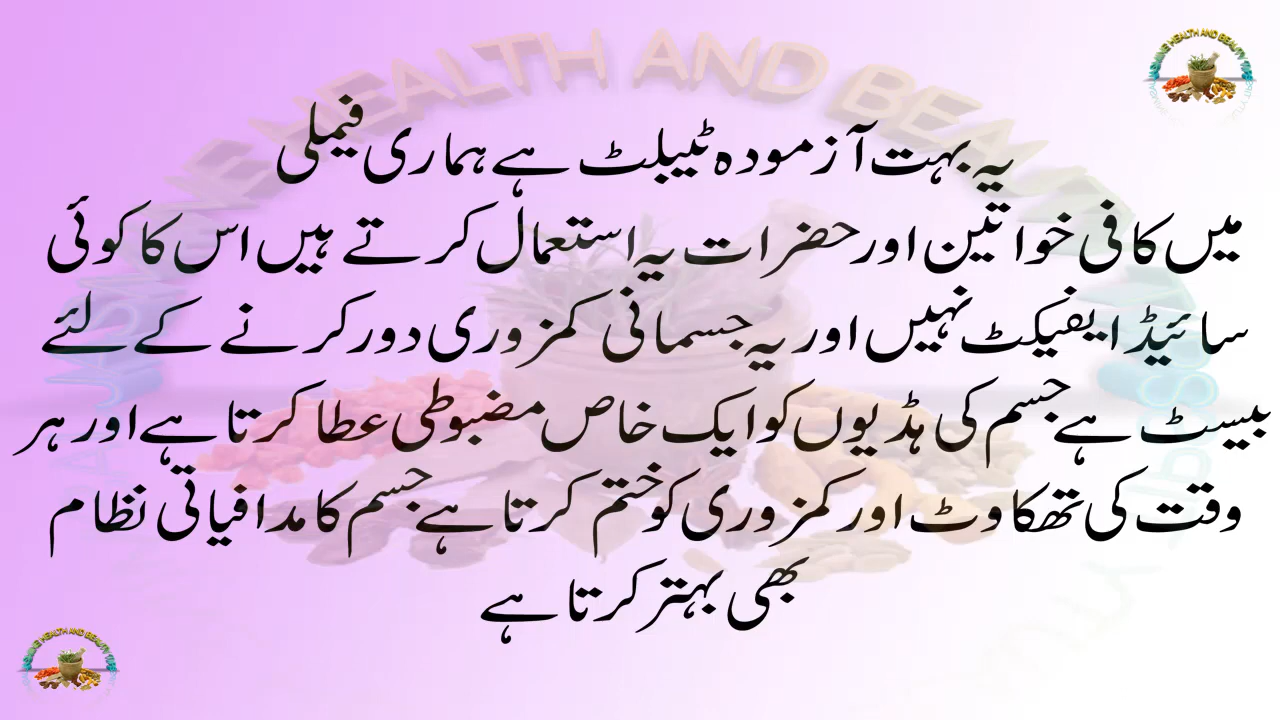 HEALTH AND BEAUTY
یہ بہت آزمودہ ٹیبلٹ ہے ہماری فیملی
میں کافی خواتین اور حضرات یہ استعمال کرتے ہیں اس کا کوئی
سائیڈ ایفیکٹ نہیں اور یہ جسمانی کمزوری دور کرنے کے لئے
بیسٹ ہے جسم کی ہڈیوں کو ایک خاص مضبوطی عطا کرتا ہے اور ہر
وقت کی تھکاوٹ اور کمزوری کو ختم کرتا ہے جسم کا مدافیاتی نظام
بھی بہتر کرتا ہے